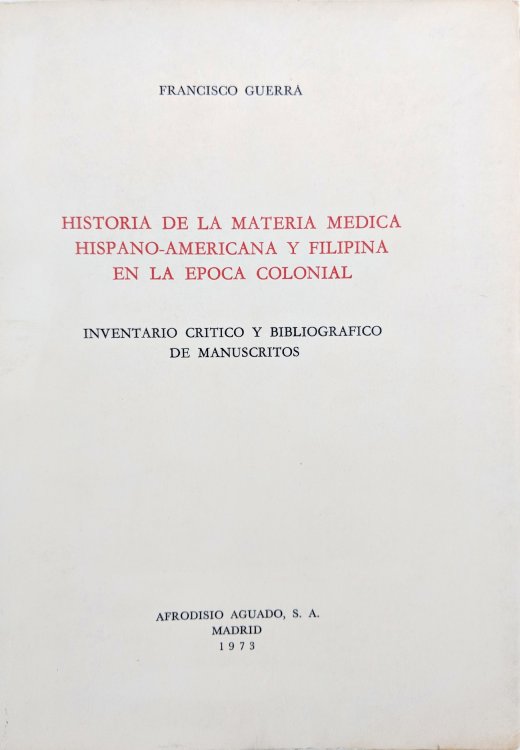 FRANCISCO GUERRA
HISTORIA DE LA MATERIA MEDICA
HISPANO-AMERICANA Y FILIPINA
EN LA EPOCA COLONIAL
INVENTARIO CRITICO Y BIBLIOGRAFICO
DE MANUSCRITOS
AFRODISIO AGUADO, S. A.
MADRID
1973